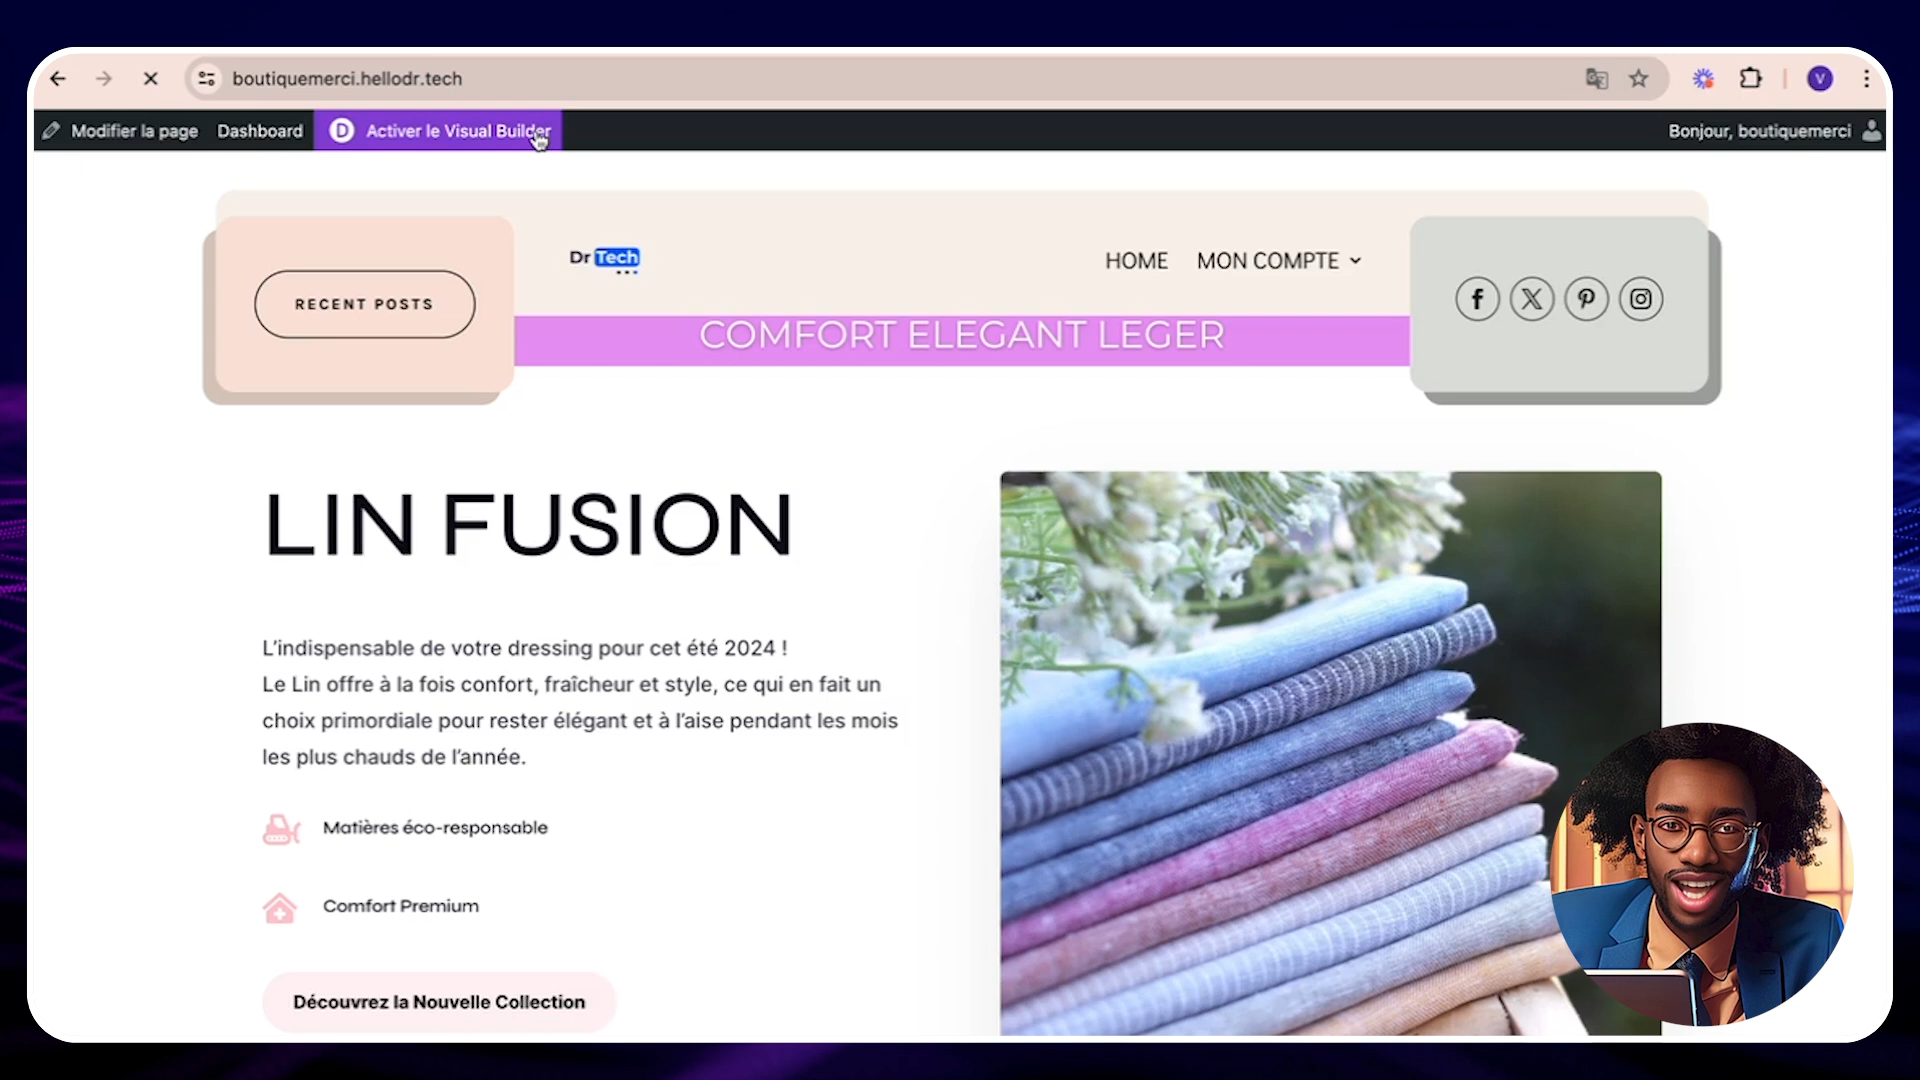 boutiquemerci.hellodr.tech
V
Modifier la page Dashboard D Activer le Visual Builder Bonjour, boutiquemerci
RECENT POSTS
Dr Tech
HOME MON COMPTE
COMFORT ELEGANT LEGER
LIN FUSION
L'indispensable de votre dressing pour cet été 2024 !
Le Lin offre à la fois confort, fraîcheur et style, ce qui en fait un
choix primordiale pour rester élégant et à l'aise pendant les mois
les plus chauds de l'année.
Matières éco-responsable
Comfort Premium
Découvrez la Nouvelle Collection